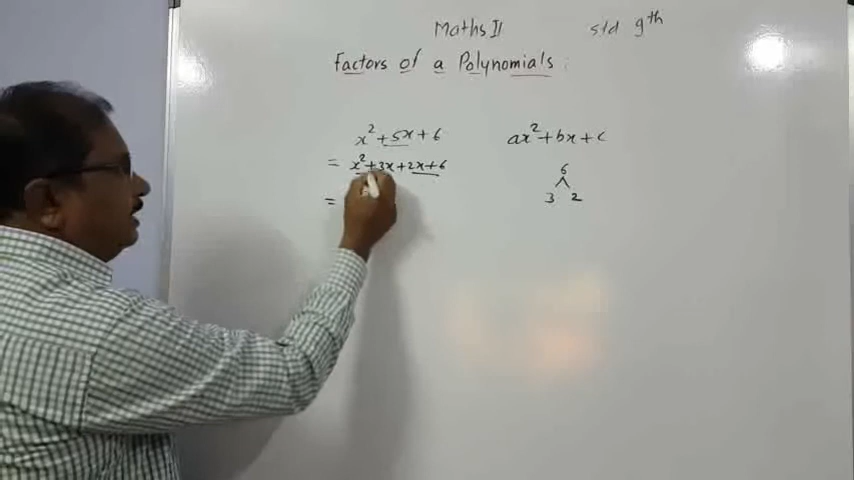 Maths II std 9th
Factors of a Polynomials :
x² + 5x + 6 ax² + bx + c
= x² + 3x + 2x + 6 6
= 3 2